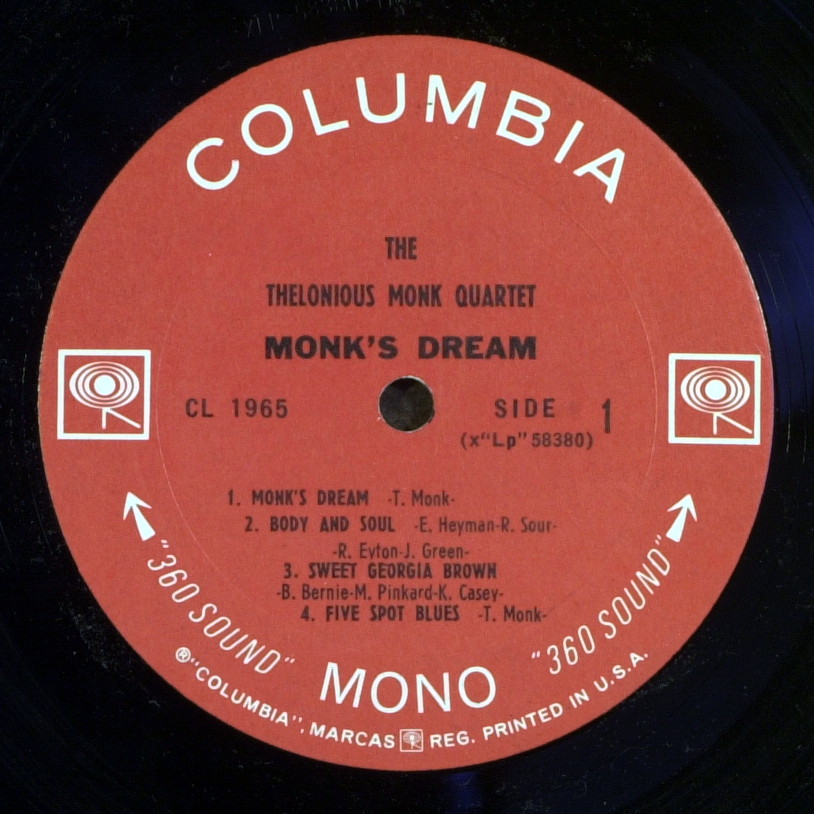 COLUMBIA
THE
THELONIOUS MONK QUARTET
MONK'S DREAM
CL 1965
SIDE 1
(x"Lp" 58380)
1. MONK'S DREAM -T. Monk-
2. BODY AND SOUL -E. Heyman-R. Sour-
-R. Eyton-J. Green-
3. SWEET GEORGIA BROWN
-B. Bernie-M. Pinkard-K. Casey-
4. FIVE SPOT BLUES -T. Monk-
"360 SOUND"
MONO
"360 SOUND"
®"COLUMBIA", MARCAS REG. PRINTED IN U.S.A.